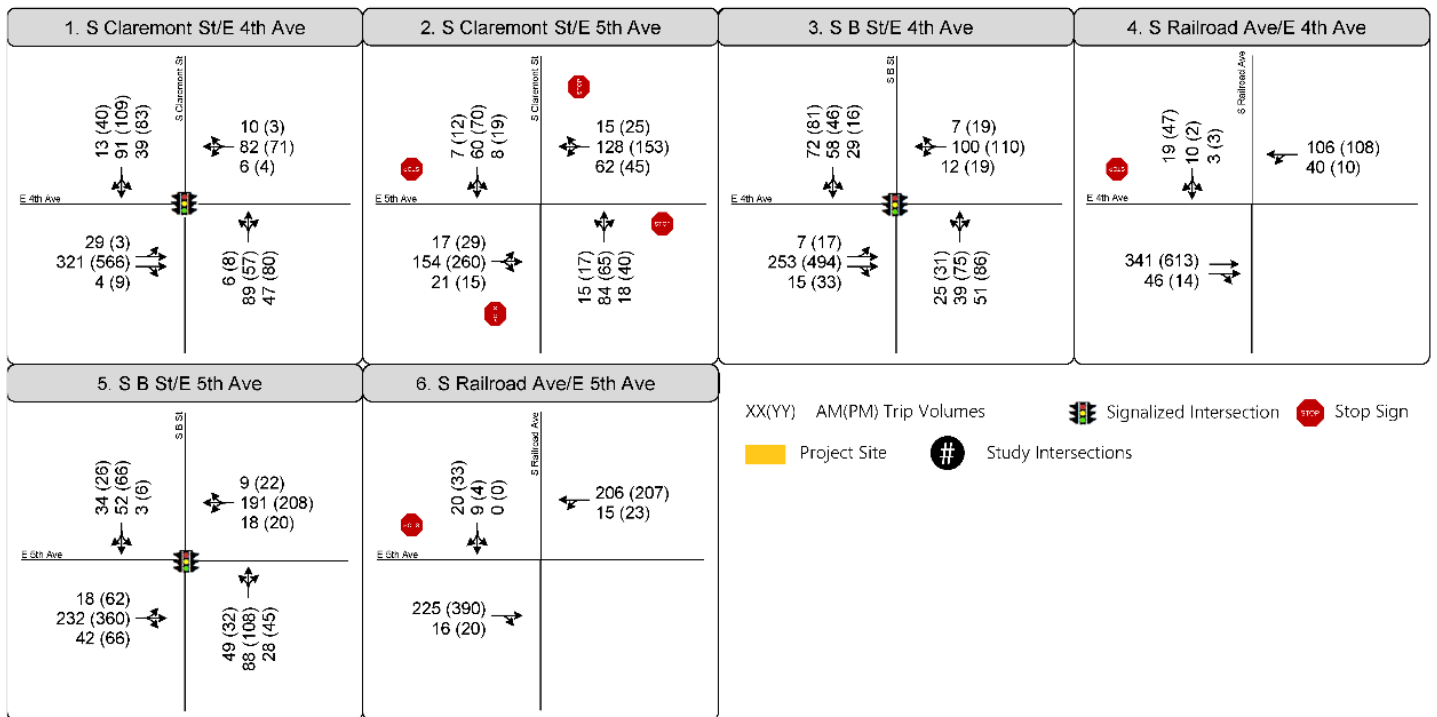 1. S Claremont St/E 4th Ave
S Claremont St
13 (40)
91 (109)
39 (83)
10 (3)
82 (71)
6 (4)
E 4th Ave
29 (3)
321 (566)
4 (9)
6 (8)
89 (57)
47 (80)
2. S Claremont St/E 5th Ave
S Claremont St
STOP
7 (12)
60 (70)
8 (19)
15 (25)
128 (153)
62 (45)
E 5th Ave
STOP
17 (29)
154 (260)
21 (15)
15 (17)
84 (65)
18 (40)
3. S B St/E 4th Ave
S B St
72 (81)
58 (46)
29 (16)
7 (19)
100 (110)
12 (19)
E 4th Ave
7 (17)
253 (494)
15 (33)
25 (31)
39 (75)
51 (86)
4. S Railroad Ave/E 4th Ave
S Railroad Ave
19 (47)
10 (2)
3 (3)
106 (108)
40 (10)
E 4th Ave
341 (613)
46 (14)
5. S B St/E 5th Ave
S B St
34 (26)
52 (66)
3 (6)
9 (22)
191 (208)
18 (20)
E 5th Ave
18 (62)
232 (360)
42 (66)
49 (32)
88 (108)
28 (45)
6. S Railroad Ave/E 5th Ave
S Railroad Ave
20 (33)
9 (4)
0 (0)
206 (207)
15 (23)
E 5th Ave
225 (390)
16 (20)
XX(YY) AM(PM) Trip Volumes
Signalized Intersection
STOP
Stop Sign
Project Site
#
Study Intersections